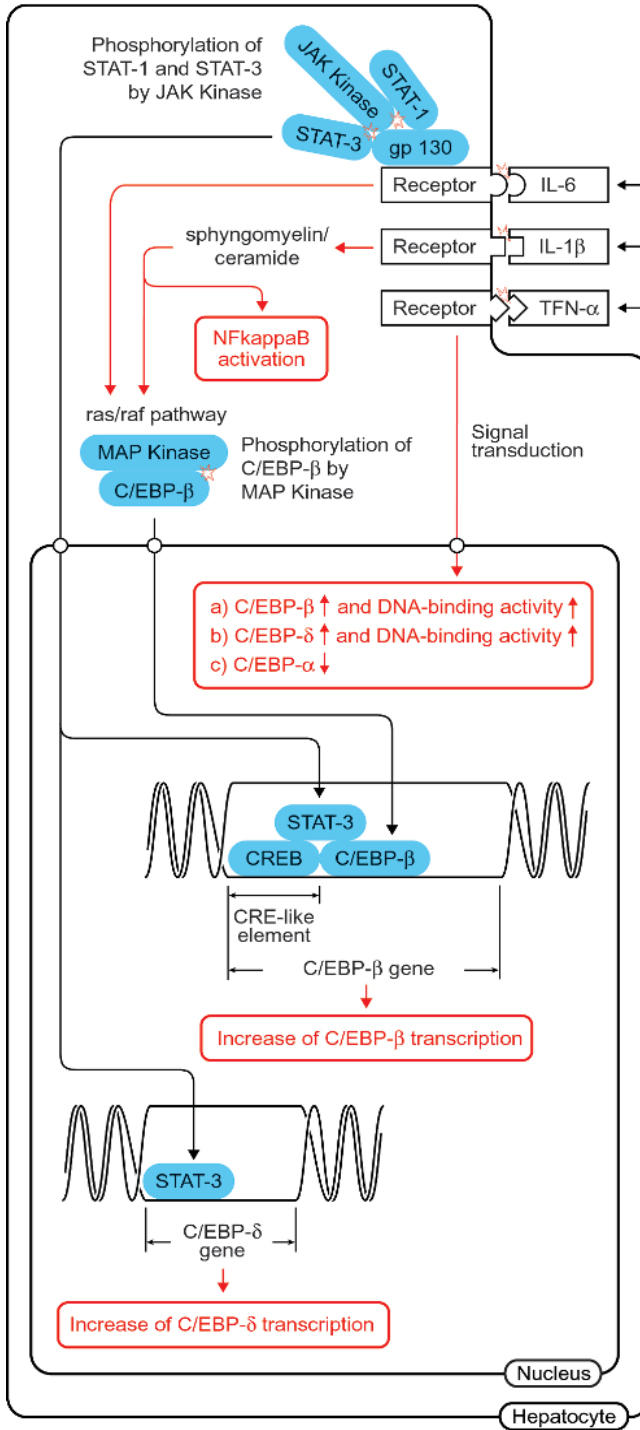 Phosphorylation of
STAT-1 and STAT-3
by JAK Kinase
JAK Kinase
STAT-1
STAT-3
gp 130
Receptor
IL-6
Receptor
IL-1β
Receptor
TFN-α
sphyngomyelin/
ceramide
NFkappaB
activation
ras/raf pathway
MAP Kinase
C/EBP-β
Phosphorylation of
C/EBP-β by
MAP Kinase
Signal
transduction
a) C/EBP-β↑ and DNA-binding activity↑
b) C/EBP-δ↑ and DNA-binding activity↑
c) C/EBP-α↓
STAT-3
CREB
C/EBP-β
CRE-like
element
C/EBP-β gene
Increase of C/EBP-β transcription
STAT-3
C/EBP-δ
gene
Increase of C/EBP-δ transcription
Nucleus
Hepatocyte